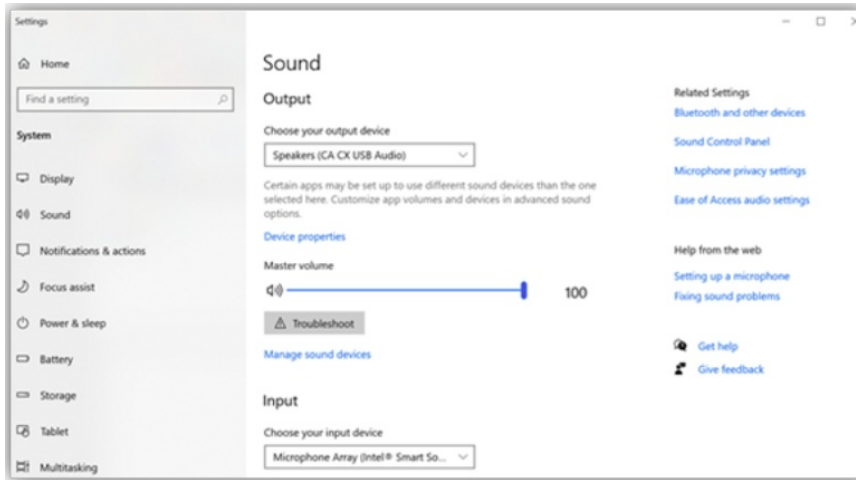 Settings
Home
Find a setting
System
Display
Sound
Notifications & actions
Focus assist
Power & sleep
Battery
Storage
Tablet
Multitasking
Sound
Output
Choose your output device
Speakers (CA CX USB Audio)
Certain apps may be set up to use different sound devices than the one
selected here. Customize app volumes and devices in advanced sound
options.
Device properties
Master volume
100
Troubleshoot
Manage sound devices
Input
Choose your input device
Microphone Array (Intel® Smart So...
Related Settings
Bluetooth and other devices
Sound Control Panel
Microphone privacy settings
Ease of Access audio settings
Help from the web
Setting up a microphone
Fixing sound problems
Get help
Give feedback